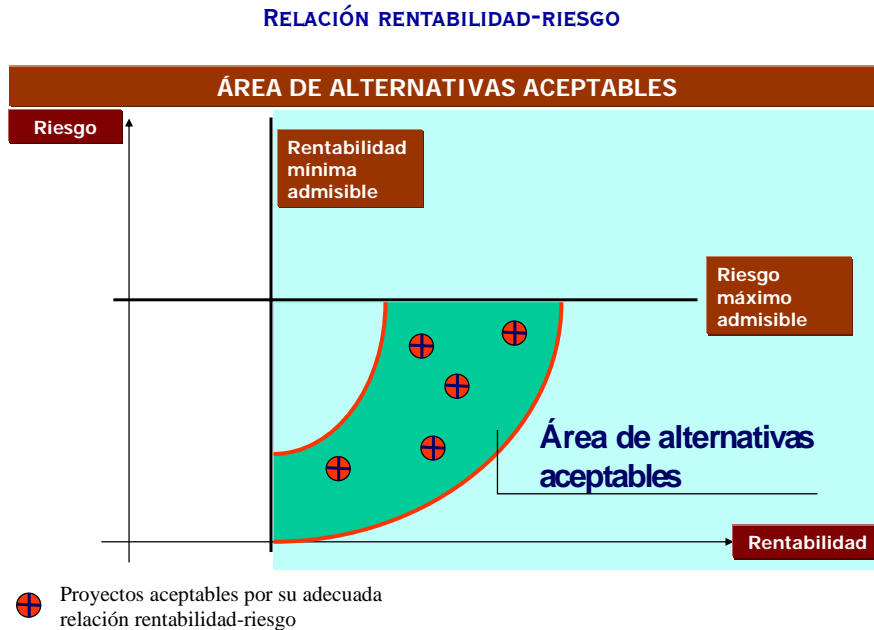 RELACIÓN RENTABILIDAD-RIESGO
ÁREA DE ALTERNATIVAS ACEPTABLES
Riesgo
Rentabilidad
mínima
admisible
Riesgo
máximo
admisible
Área de alternativas
aceptables
Rentabilidad
Proyectos aceptables por su adecuada
relación rentabilidad-riesgo